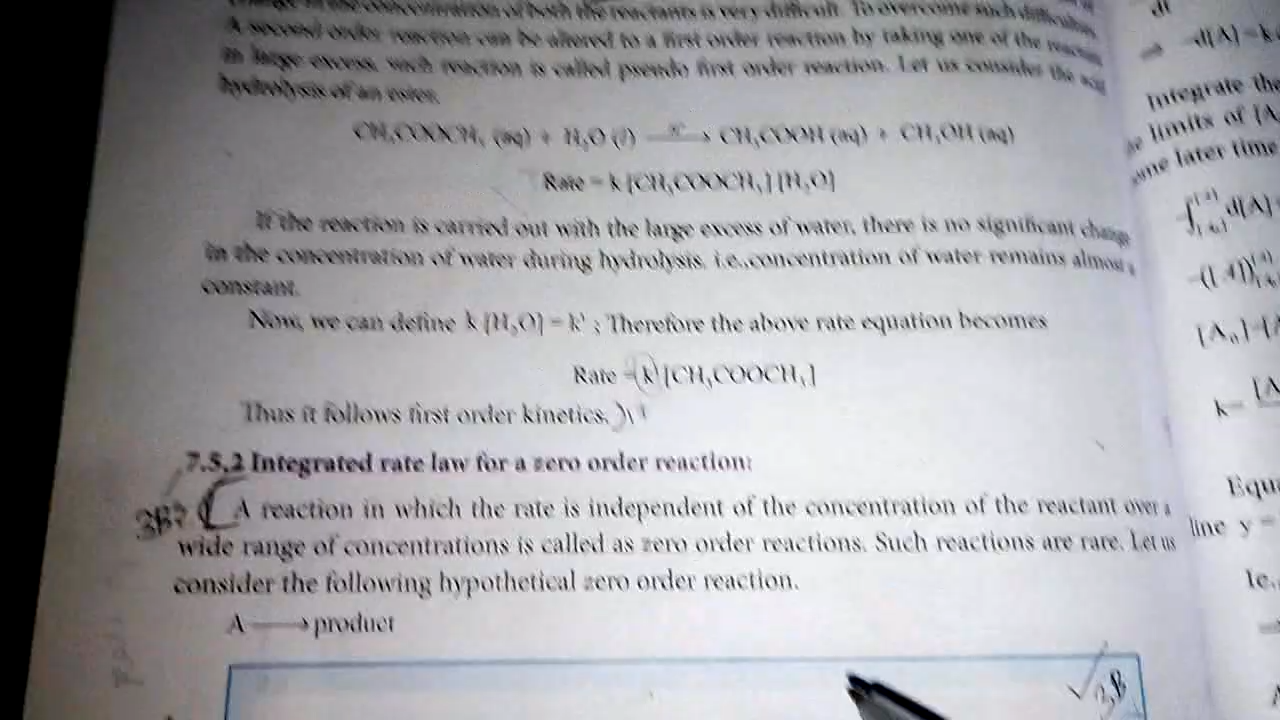 change in the concentration of both the reactants is very difficult. To overcome such difficulties,
A second order reaction can be altered to a first order reaction by taking one of the reactant
in large excess, such reaction is called pseudo first order reaction. Let us consider the acid
hydrolysis of an ester,
CH₃COOCH₃ (aq) + H₂O (l) —H⁺→ CH₃COOH (aq) + CH₃OH (aq)
Rate = k [CH₃COOCH₃] [H₂O]
If the reaction is carried out with the large excess of water, there is no significant change
in the concentration of water during hydrolysis. i.e.,concentration of water remains almost a
constant.
Now, we can define k [H₂O] = k' ; Therefore the above rate equation becomes
Rate = k' [CH₃COOCH₃]
Thus it follows first order kinetics.
7.5.2 Integrated rate law for a zero order reaction:
A reaction in which the rate is independent of the concentration of the reactant over a
wide range of concentrations is called as zero order reactions. Such reactions are rare. Let us
consider the following hypothetical zero order reaction.
A ⟶ product
dt
-d[A] = k
Integrate the
limits of [A
me later time
d[A]
[A₀]-[A
k= [A
Equa
line y =
Ie.,